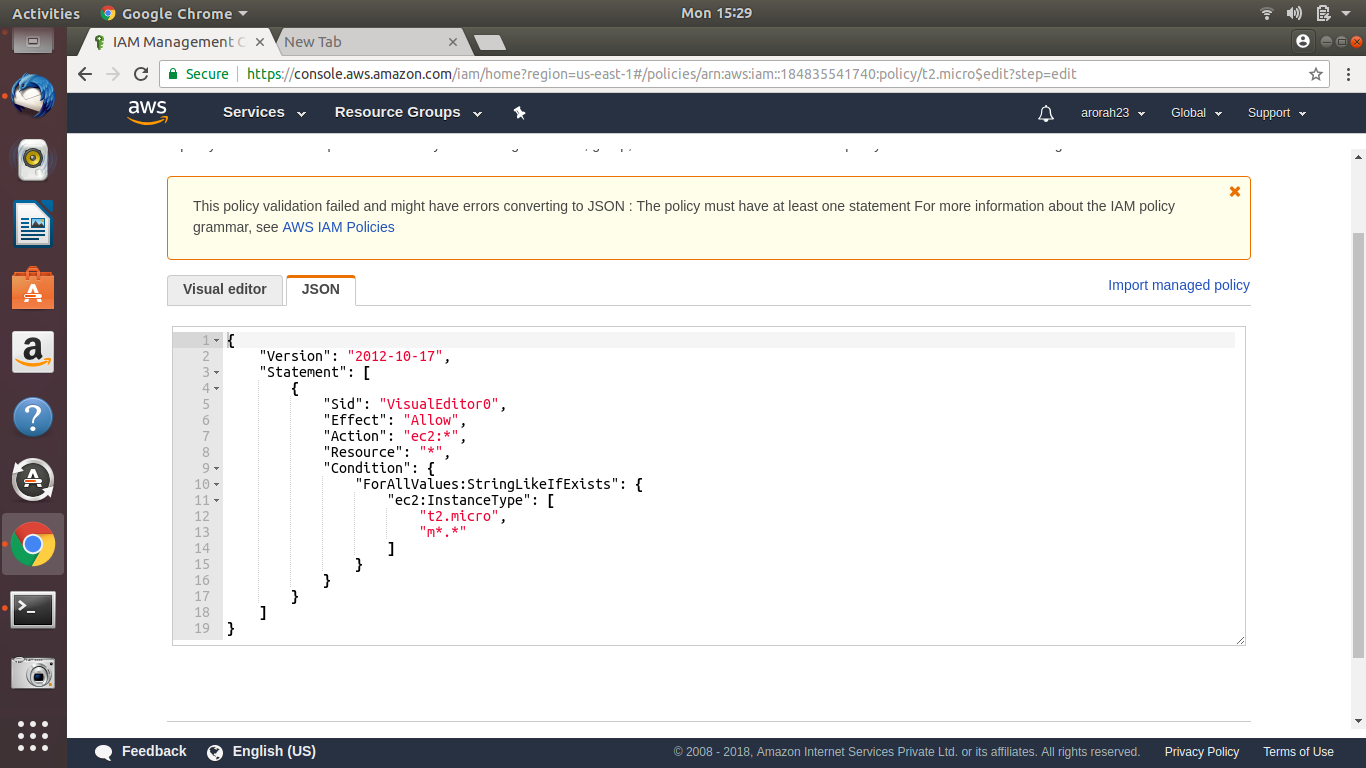 Activities
Google Chrome
Mon 15:29
IAM Management C
New Tab
Secure
https://console.aws.amazon.com/iam/home?region=us-east-1#/policies/arn:aws:iam::184835541740:policy/t2.micro$edit?step=edit
aws
Services
Resource Groups
arorah23
Global
Support
This policy validation failed and might have errors converting to JSON : The policy must have at least one statement For more information about the IAM policy
grammar, see AWS IAM Policies
Visual editor
JSON
Import managed policy
1 {
2 "Version": "2012-10-17",
3 "Statement": [
4 {
5 "Sid": "VisualEditor0",
6 "Effect": "Allow",
7 "Action": "ec2:*",
8 "Resource": "*",
9 "Condition": {
10 "ForAllValues:StringLikeIfExists": {
11 "ec2:InstanceType": [
12 "t2.micro",
13 "m*.*"
14 ]
15 }
16 }
17 }
18 ]
19 }
Feedback
English (US)
© 2008 - 2018, Amazon Internet Services Private Ltd. or its affiliates. All rights reserved.
Privacy Policy
Terms of Use